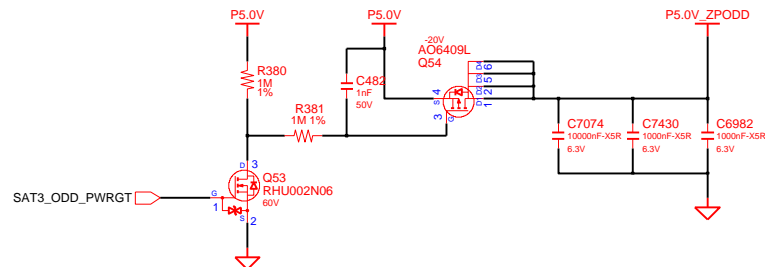 P5.0V
P5.0V
P5.0V_ZPODD
-20V
AO6409L
Q54
R380
1M
1%
C482
1nF
50V
D4
6
D3
5
D2
2
D1
1
4
S
3
G
R381
1M 1%
C7074
10000nF-X5R
6.3V
C7430
1000nF-X5R
6.3V
C6982
1000nF-X5R
6.3V
D
3
Q53
RHU002N06
60V
SAT3_ODD_PWRGT
G
1
S
2